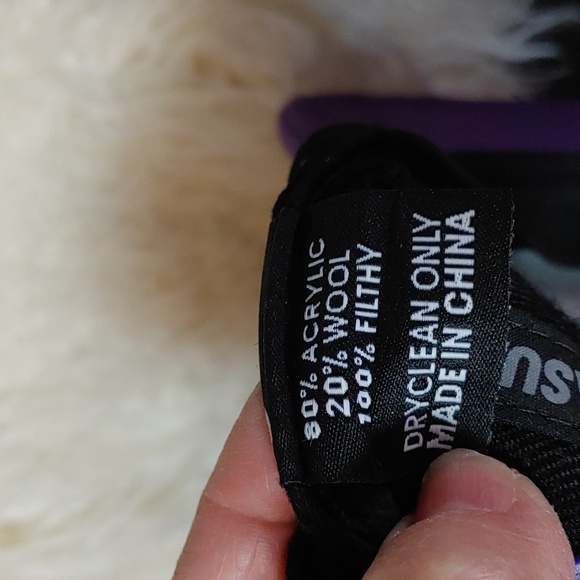 80% ACRYLIC
20% WOOL
100% FILTHY
DRYCLEAN ONLY
MADE IN CHINA